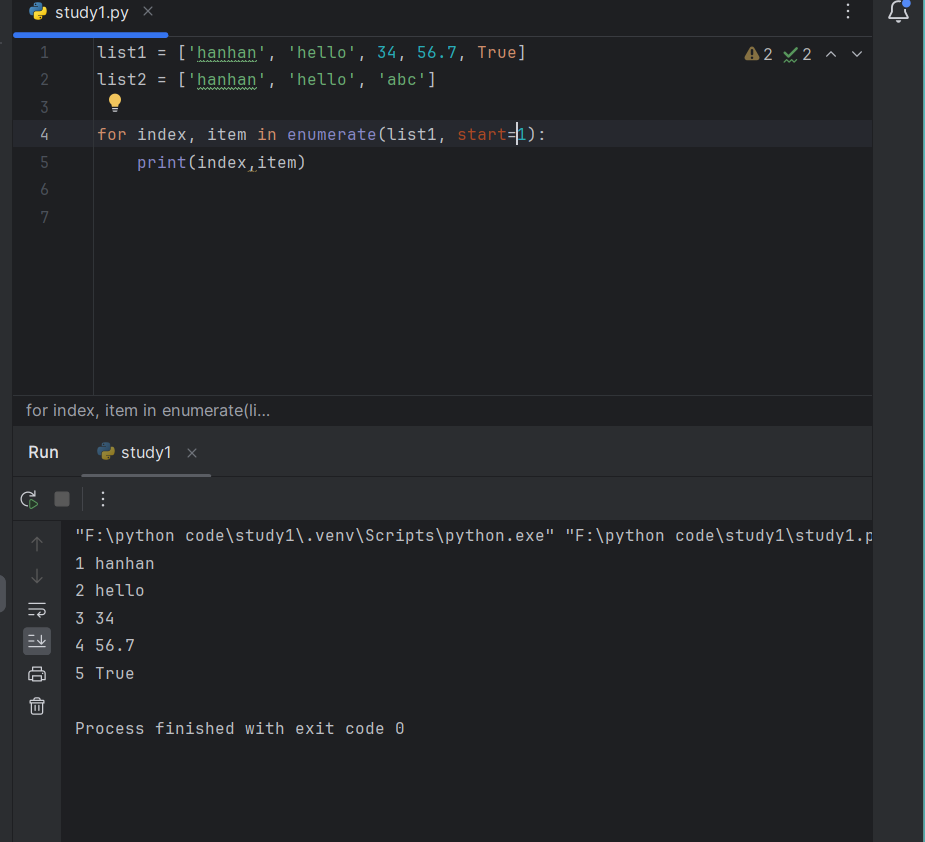 study1.py
1 list1 = ['hanhan', 'hello', 34, 56.7, True]
2 2
2 list2 = ['hanhan', 'hello', 'abc']
3
4 for index, item in enumerate(list1, start=1):
5 print(index,item)
6
7
for index, item in enumerate(li...
Run study1
"F:\python code\study1\.venv\Scripts\python.exe" "F:\python code\study1\study1.p
1 hanhan
2 hello
3 34
4 56.7
5 True
Process finished with exit code 0